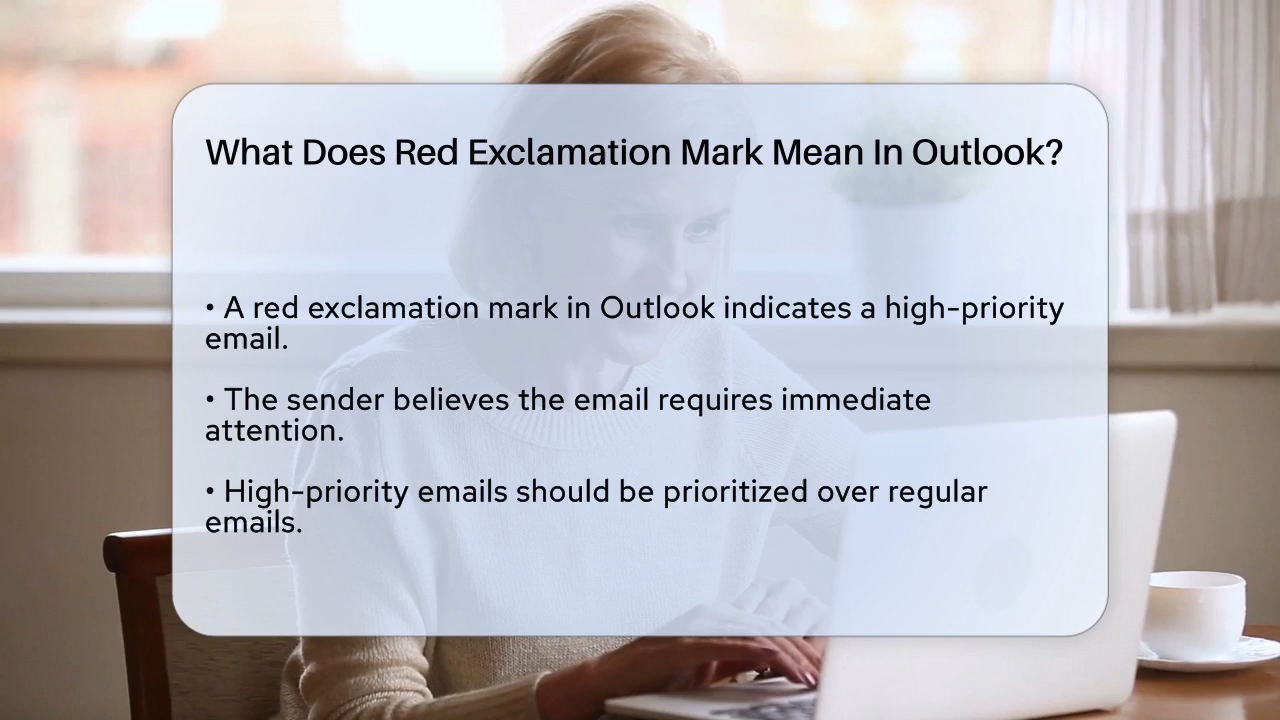 What Does Red Exclamation Mark Mean In Outlook?
• A red exclamation mark in Outlook indicates a high-priority
email.
• The sender believes the email requires immediate
attention.
• High-priority emails should be prioritized over regular
emails.